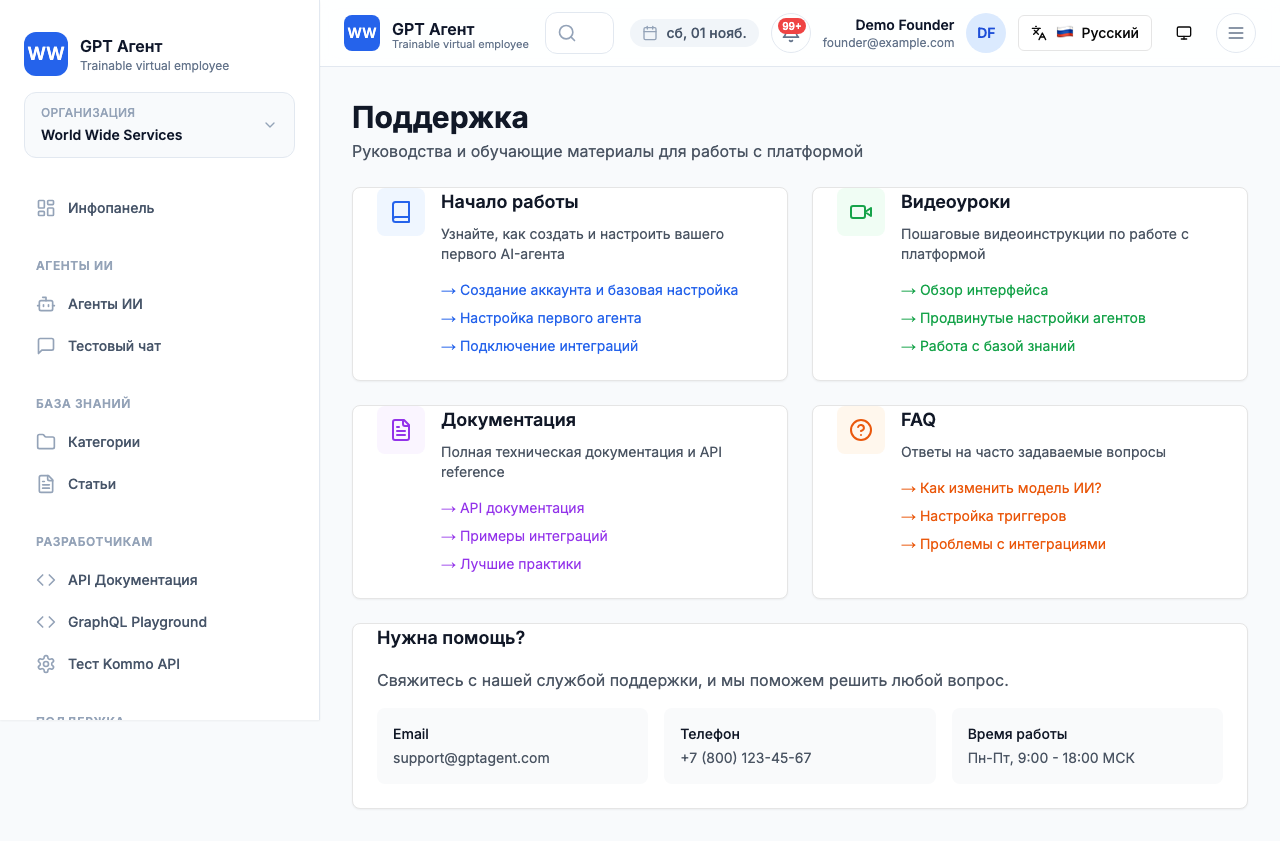 WW
GPT Агент
Trainable virtual employee
ОРГАНИЗАЦИЯ
World Wide Services
Инфопанель
АГЕНТЫ ИИ
Агенты ИИ
Тестовый чат
БАЗА ЗНАНИЙ
Категории
Статьи
РАЗРАБОТЧИКАМ
API Документация
GraphQL Playground
Тест Kommo API
ПОДДЕРЖКА
WW
GPT Агент
Trainable virtual employee
сб, 01 нояб.
99+
Demo Founder
founder@example.com
DF
Русский
Поддержка
Руководства и обучающие материалы для работы с платформой
Начало работы
Узнайте, как создать и настроить вашего
первого AI-агента
→ Создание аккаунта и базовая настройка
→ Настройка первого агента
→ Подключение интеграций
Видеоуроки
Пошаговые видеоинструкции по работе с
платформой
→ Обзор интерфейса
→ Продвинутые настройки агентов
→ Работа с базой знаний
Документация
Полная техническая документация и API
reference
→ API документация
→ Примеры интеграций
→ Лучшие практики
FAQ
Ответы на часто задаваемые вопросы
→ Как изменить модель ИИ?
→ Настройка триггеров
→ Проблемы с интеграциями
Нужна помощь?
Свяжитесь с нашей службой поддержки, и мы поможем решить любой вопрос.
Email
support@gptagent.com
Телефон
+7 (800) 123-45-67
Время работы
Пн-Пт, 9:00 - 18:00 МСК